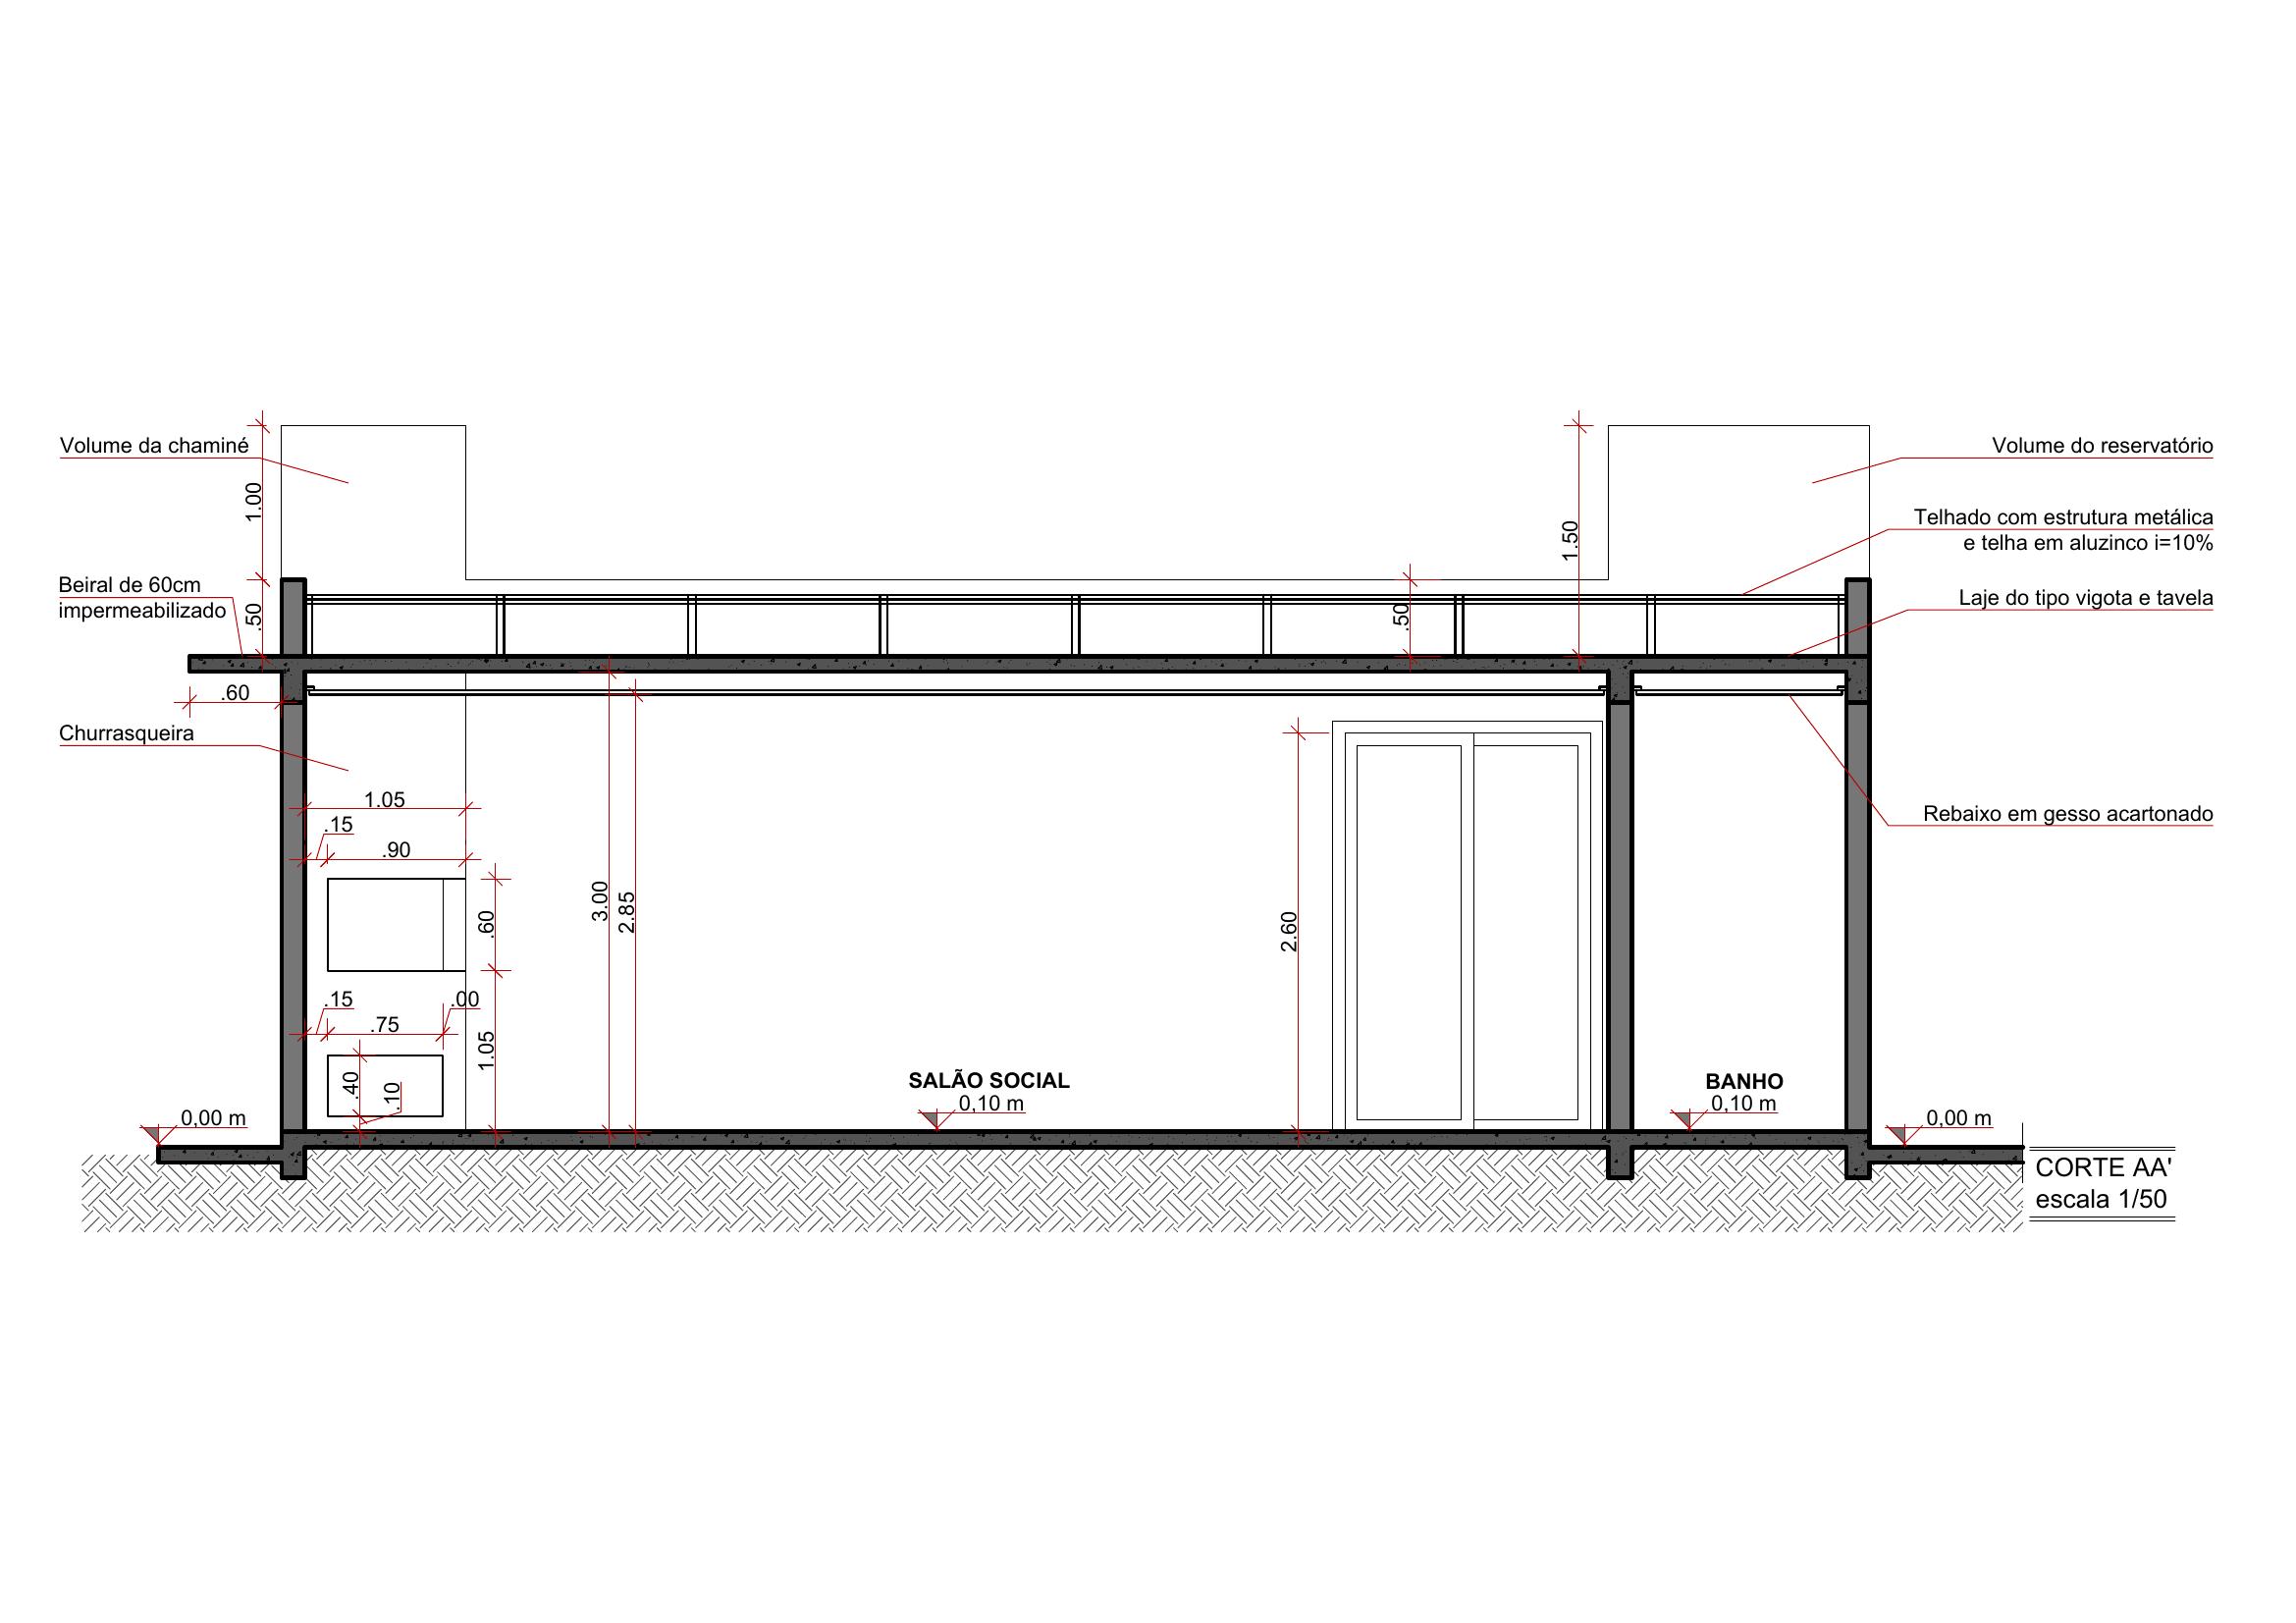 Volume da chaminé
Volume do reservatório
1.00
1.50
Telhado com estrutura metálica
e telha em aluzinco i=10%
Beiral de 60cm
impermeabilizado
.50
.50
Laje do tipo vigota e tavela
.60
Churrasqueira
1.05
.15
.90
Rebaixo em gesso acartonado
.60
3.00
2.85
2.60
.15
.75
.00
1.05
.40
.10
SALÃO SOCIAL
0,10 m
BANHO
0,10 m
0,00 m
0,00 m
CORTE AA'
escala 1/50